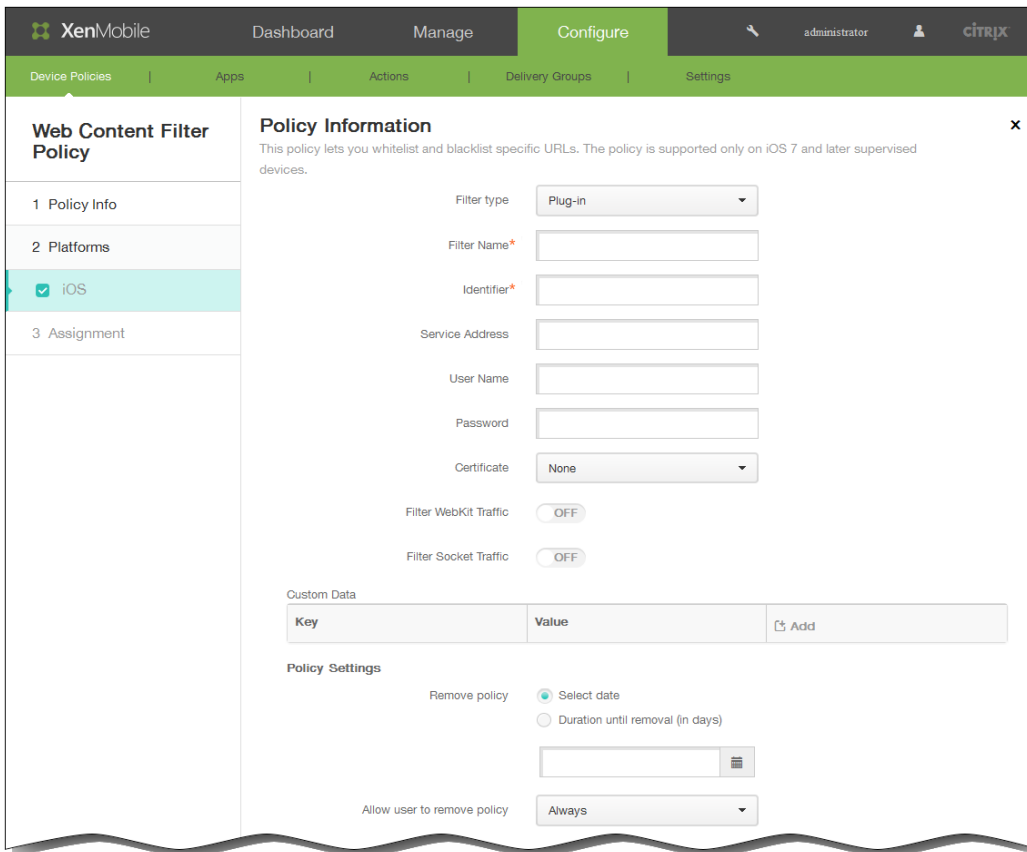 XenMobile Dashboard Manage Configure administrator CITRIX
Device Policies | Apps | Actions | Delivery Groups | Settings
Web Content Filter
Policy
1 Policy Info
2 Platforms
iOS
3 Assignment
Policy Information
This policy lets you whitelist and blacklist specific URLs. The policy is supported only on iOS 7 and later supervised
devices.
Filter type Plug-in
Filter Name*
Identifier*
Service Address
User Name
Password
Certificate None
Filter WebKit Traffic OFF
Filter Socket Traffic OFF
Custom Data
Key Value Add
Policy Settings
Remove policy Select date
Duration until removal (in days)
Allow user to remove policy Always